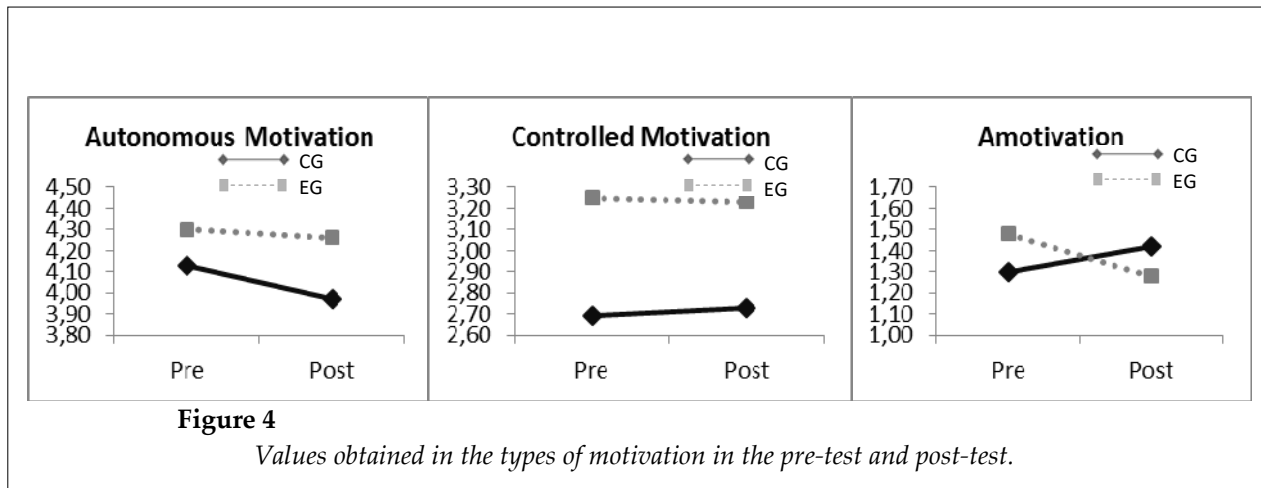 Autonomous Motivation
CG
EG
4,50
4,40
4,30
4,20
4,10
4,00
3,90
3,80
Pre Post
Controlled Motivation
CG
EG
3,30
3,20
3,10
3,00
2,90
2,80
2,70
2,60
Pre Post
Amotivation
CG
EG
1,70
1,60
1,50
1,40
1,30
1,20
1,10
1,00
Pre Post
Figure 4
Values obtained in the types of motivation in the pre-test and post-test.